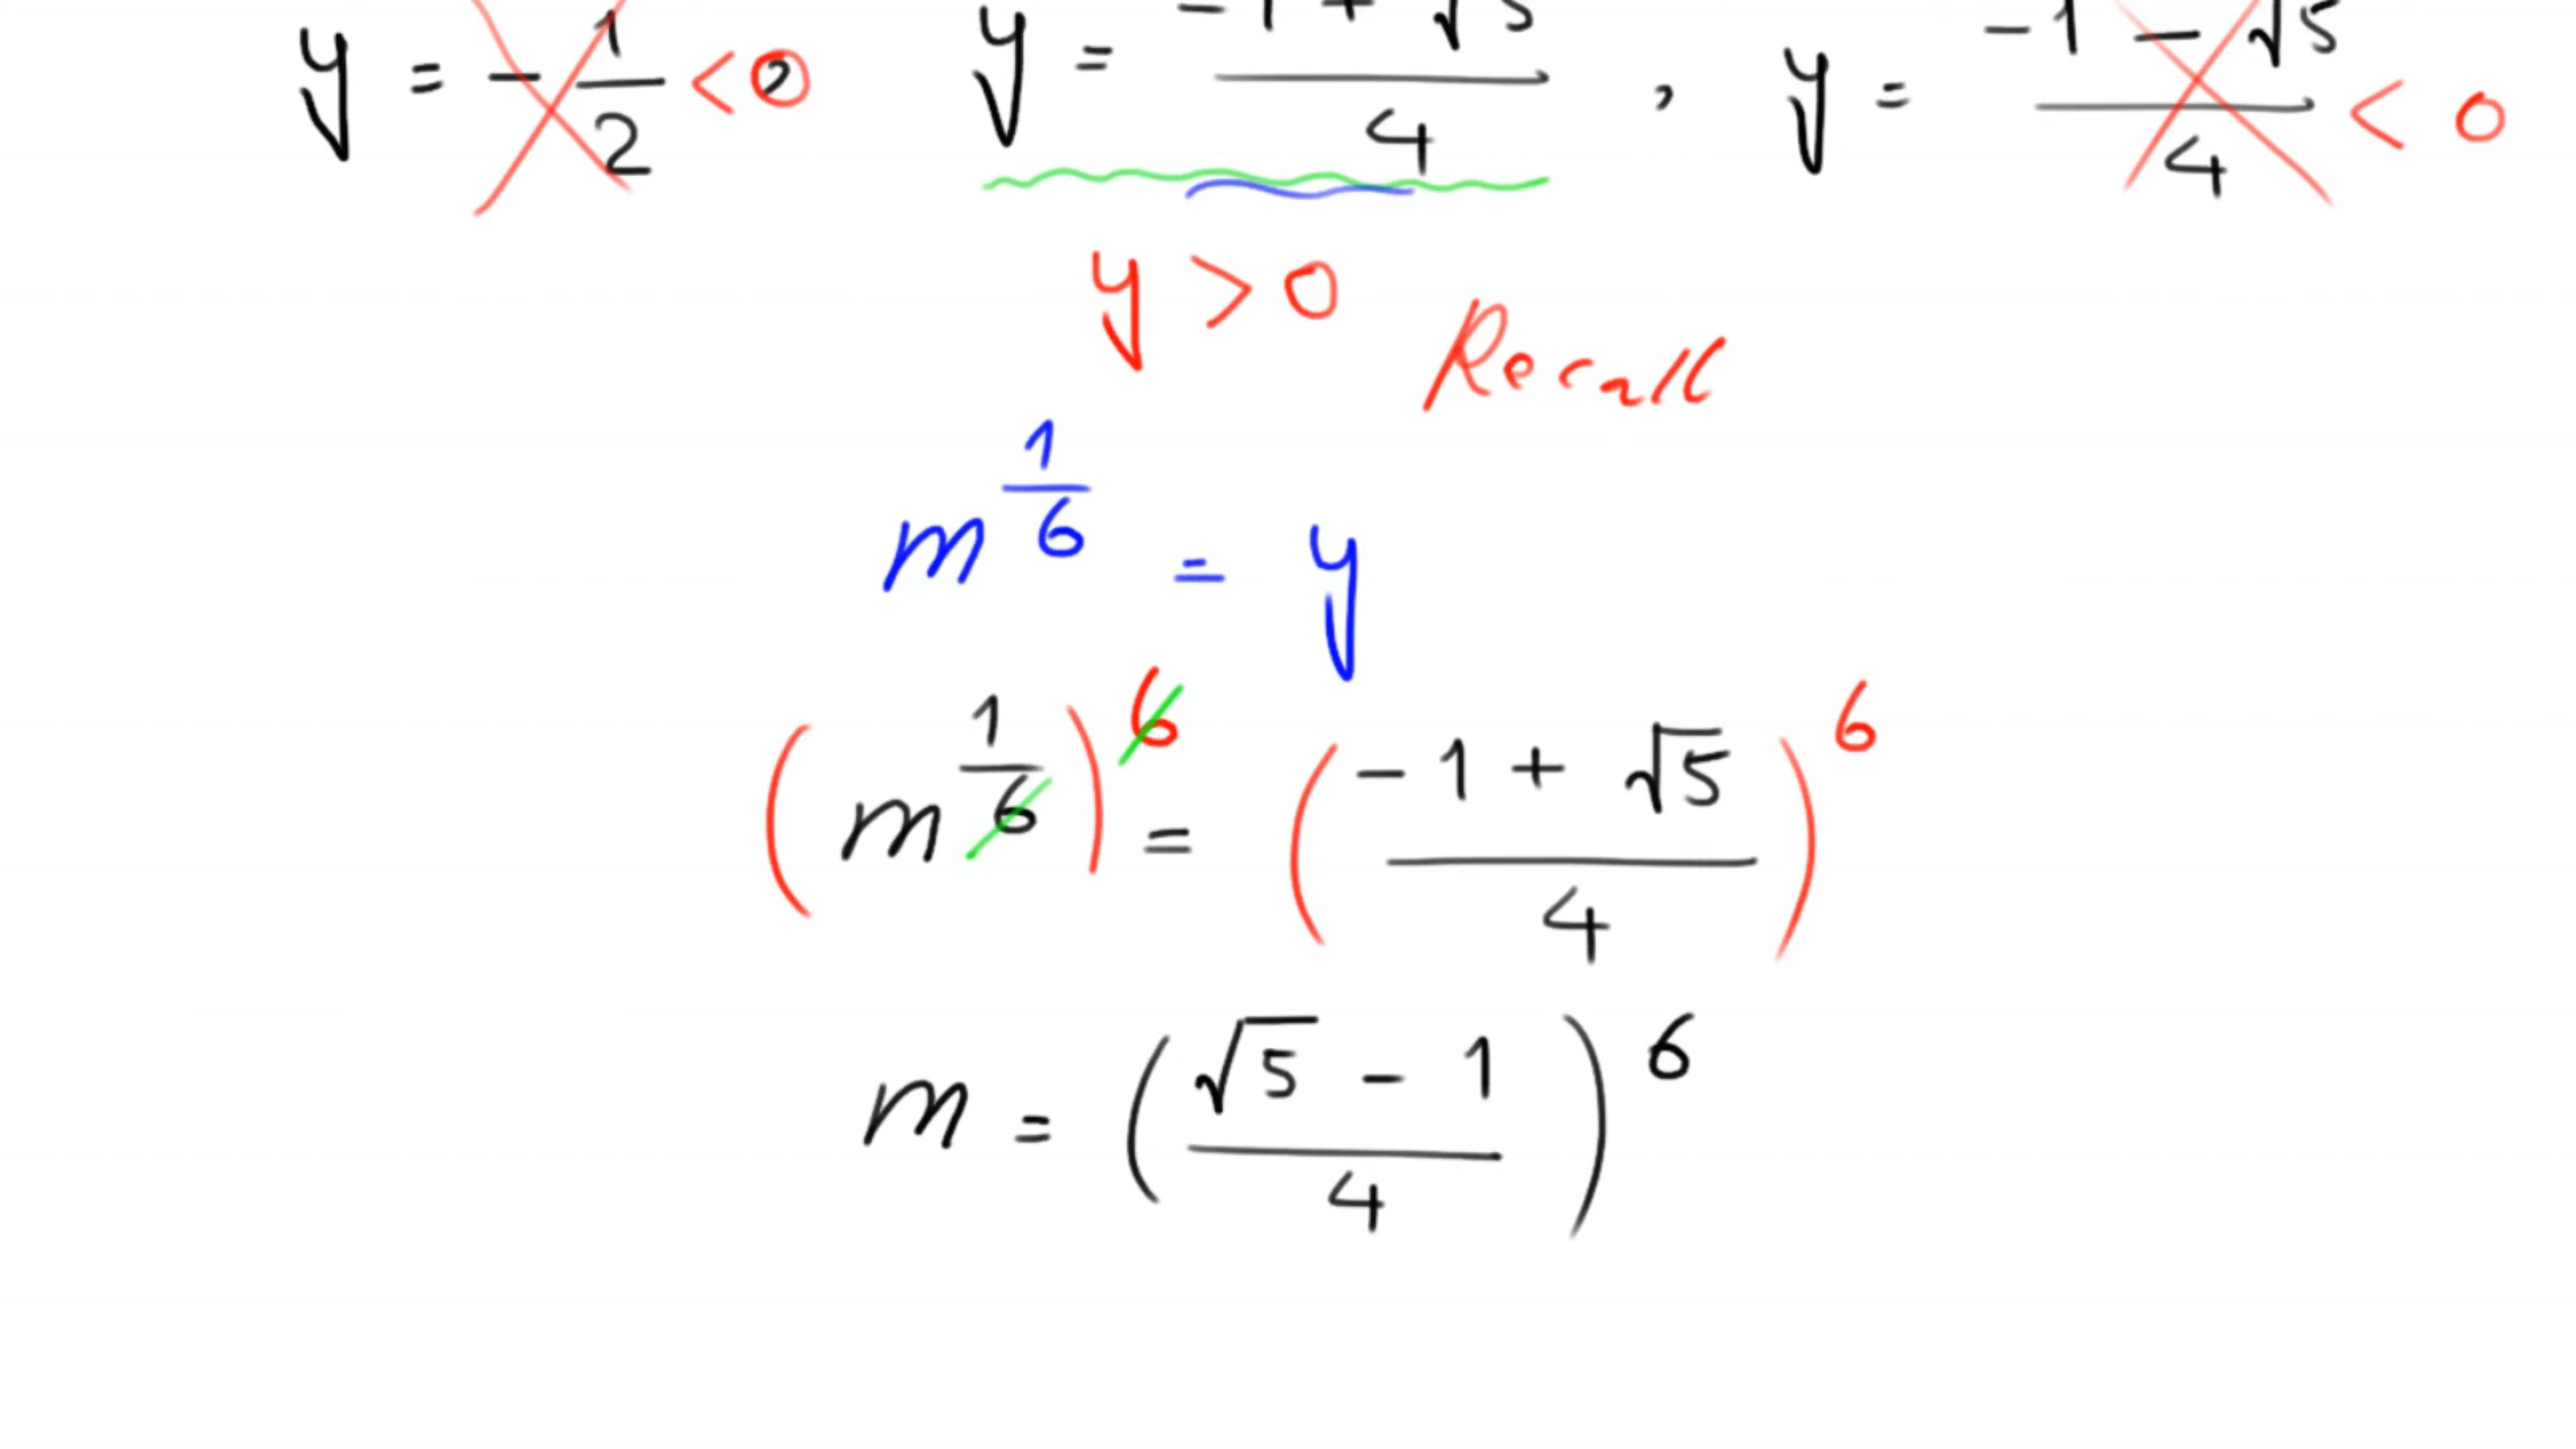 y = - 1/2 < 0 , y = (-1 + √5)/4 , y = (-1 - √5)/4 < 0
y > 0 Recall
m^(1/6) = y
(m^(1/6))^6 = ((-1 + √5)/4)^6
m = ((√5 - 1)/4)^6